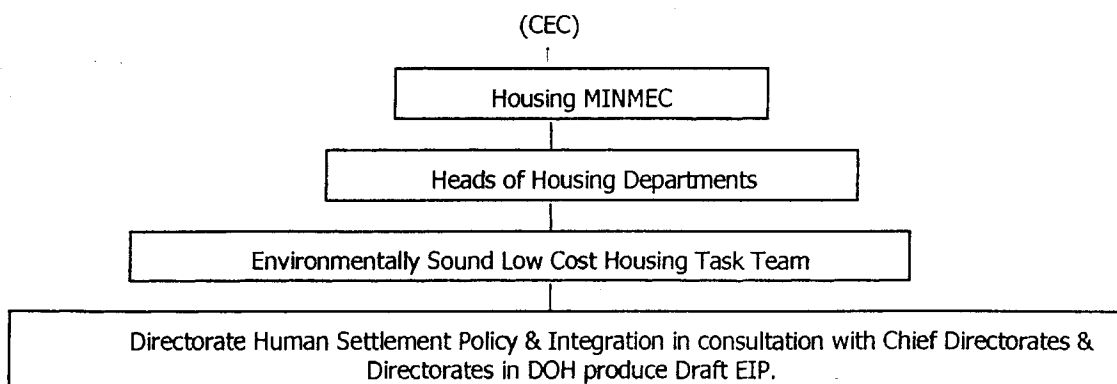 (CEC)
Housing MINMEC
Heads of Housing Departments
Environmentally Sound Low Cost Housing Task Team
Directorate Human Settlement Policy & Integration in consultation with Chief Directorates &
Directorates in DOH produce Draft EIP.